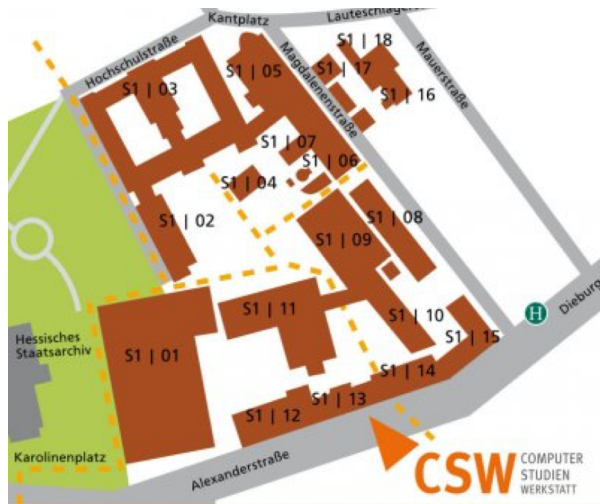 Kantplatz
Lauteschläger
Hochschulstraße
Magdalenenstraße
Mauerstraße
S1 | 18
S1 | 17
S1 | 05
S1 | 03
S1 | 16
S1 | 07
S1 | 06
S1 | 04
S1 | 02
S1 | 08
S1 | 09
S1 | 11
S1 | 10
H
Dieburg
Hessisches
Staatsarchiv
S1 | 01
S1 | 15
S1 | 14
S1 | 13
S1 | 12
Karolinenplatz
Alexanderstraße
CSW
COMPUTER
STUDIEN
WERKSTATT